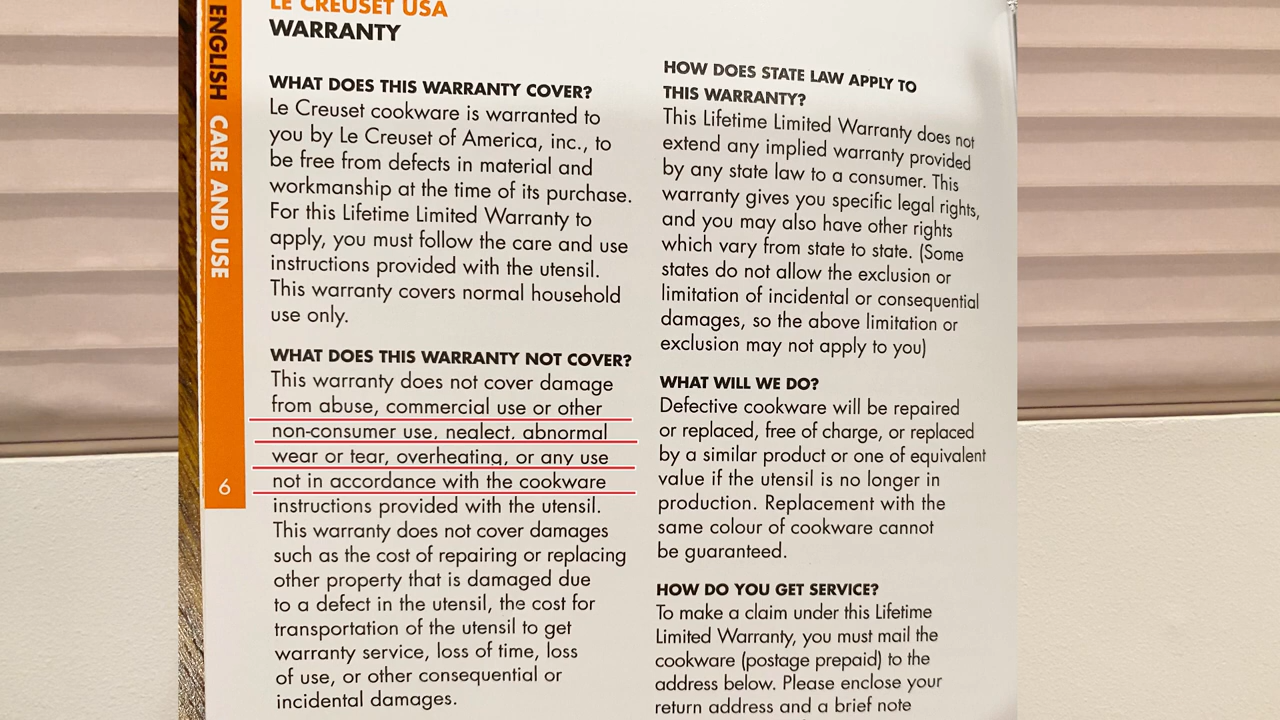 ENGLISH CARE AND USE
6
LE CREUSET USA
WARRANTY
WHAT DOES THIS WARRANTY COVER?
Le Creuset cookware is warranted to
you by Le Creuset of America, inc., to
be free from defects in material and
workmanship at the time of its purchase.
For this Lifetime Limited Warranty to
apply, you must follow the care and use
instructions provided with the utensil.
This warranty covers normal household
use only.
WHAT DOES THIS WARRANTY NOT COVER?
This warranty does not cover damage
from abuse, commercial use or other
non-consumer use, neglect, abnormal
wear or tear, overheating, or any use
not in accordance with the cookware
instructions provided with the utensil.
This warranty does not cover damages
such as the cost of repairing or replacing
other property that is damaged due
to a defect in the utensil, the cost for
transportation of the utensil to get
warranty service, loss of time, loss
of use, or other consequential or
incidental damages.
HOW DOES STATE LAW APPLY TO
THIS WARRANTY?
This Lifetime Limited Warranty does not
extend any implied warranty provided
by any state law to a consumer. This
warranty gives you specific legal rights,
and you may also have other rights
which vary from state to state. (Some
states do not allow the exclusion or
limitation of incidental or consequential
damages, so the above limitation or
exclusion may not apply to you)
WHAT WILL WE DO?
Defective cookware will be repaired
or replaced, free of charge, or replaced
by a similar product or one of equivalent
value if the utensil is no longer in
production. Replacement with the
same colour of cookware cannot
be guaranteed.
HOW DO YOU GET SERVICE?
To make a claim under this Lifetime
Limited Warranty, you must mail the
cookware (postage prepaid) to the
address below. Please enclose your
return address and a brief note